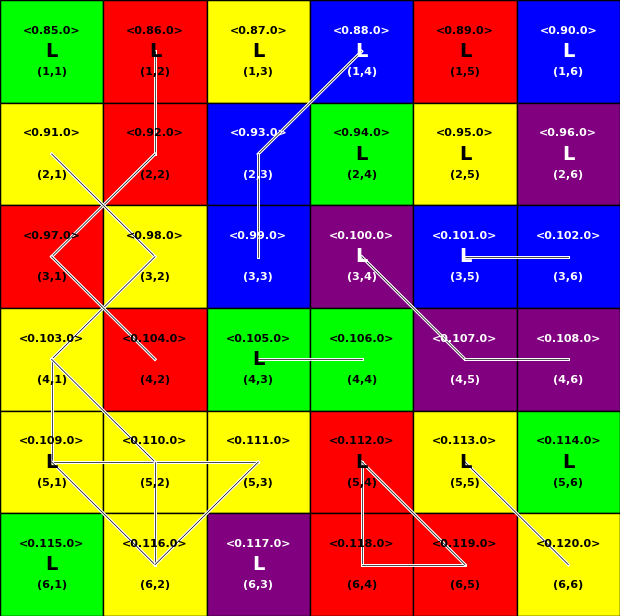 <0.85.0> <0.86.0> <0.87.0> <0.88.0> <0.89.0> <0.90.0>
L L L L L L
(1,1) (1,2) (1,3) (1,4) (1,5) (1,6)
<0.91.0> <0.92.0> <0.93.0> <0.94.0> <0.95.0> <0.96.0>
L L L
(2,1) (2,2) (2,3) (2,4) (2,5) (2,6)
<0.97.0> <0.98.0> <0.99.0> <0.100.0> <0.101.0> <0.102.0>
L L
(3,1) (3,2) (3,3) (3,4) (3,5) (3,6)
<0.103.0> <0.104.0> <0.105.0> <0.106.0> <0.107.0> <0.108.0>
L
(4,1) (4,2) (4,3) (4,4) (4,5) (4,6)
<0.109.0> <0.110.0> <0.111.0> <0.112.0> <0.113.0> <0.114.0>
L L L L
(5,1) (5,2) (5,3) (5,4) (5,5) (5,6)
<0.115.0> <0.116.0> <0.117.0> <0.118.0> <0.119.0> <0.120.0>
L
(6,1) (6,2) (6,3) (6,4) (6,5) (6,6)